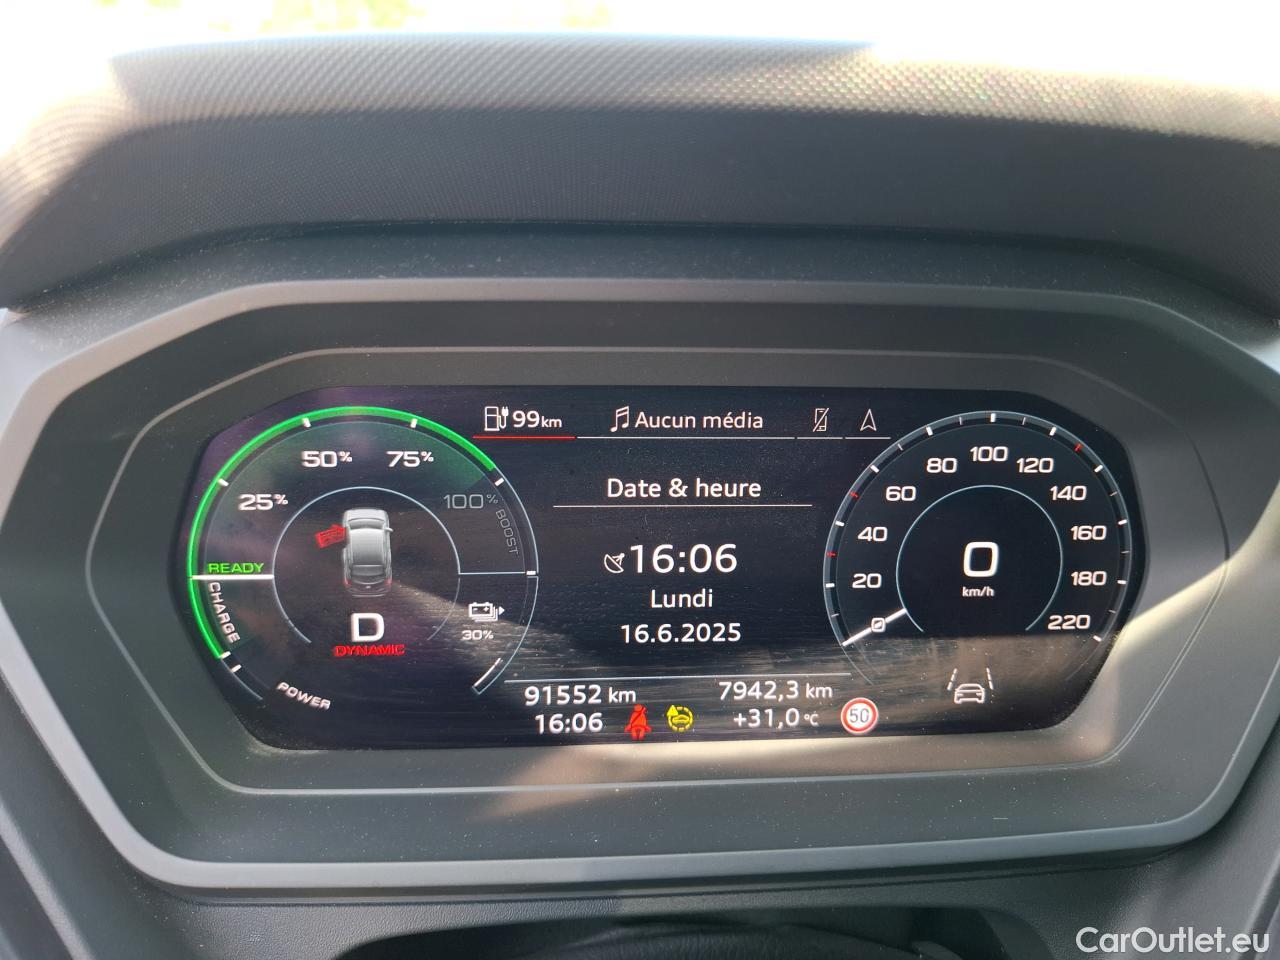 99km
Aucun média
50% 75%
25% 100%
BOOST
READY
CHARGE
POWER
D
DYNAMIC
30%
Date & heure
16:06
Lundi
16.6.2025
91552 km 7942,3 km
16:06 +31,0 °C 50
0 20 40 60 80 100 120 140 160 180 220
0
km/h
CarOutlet.eu